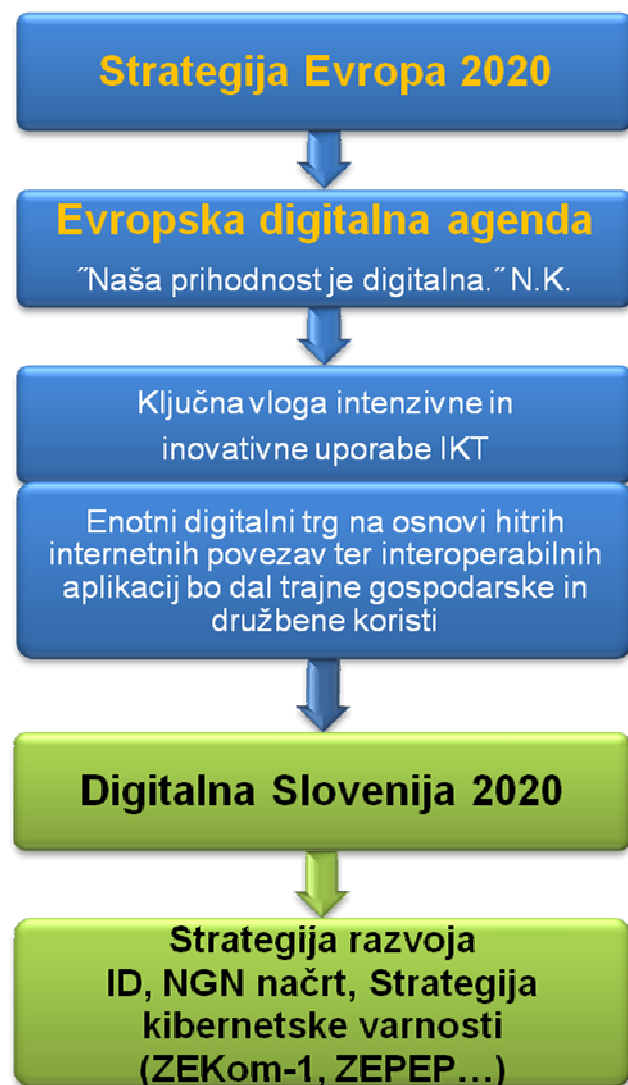 Strategija Evropa 2020
Evropska digitalna agenda
˝Naša prihodnost je digitalna.˝ N.K.
Ključna vloga intenzivne in
inovativne uporabe IKT
Enotni digitalni trg na osnovi hitrih
internetnih povezav ter interoperabilnih
aplikacij bo dal trajne gospodarske in
družbene koristi
Digitalna Slovenija 2020
Strategija razvoja
ID, NGN načrt, Strategija
kibernetske varnosti
(ZEKom-1, ZEPEP…)